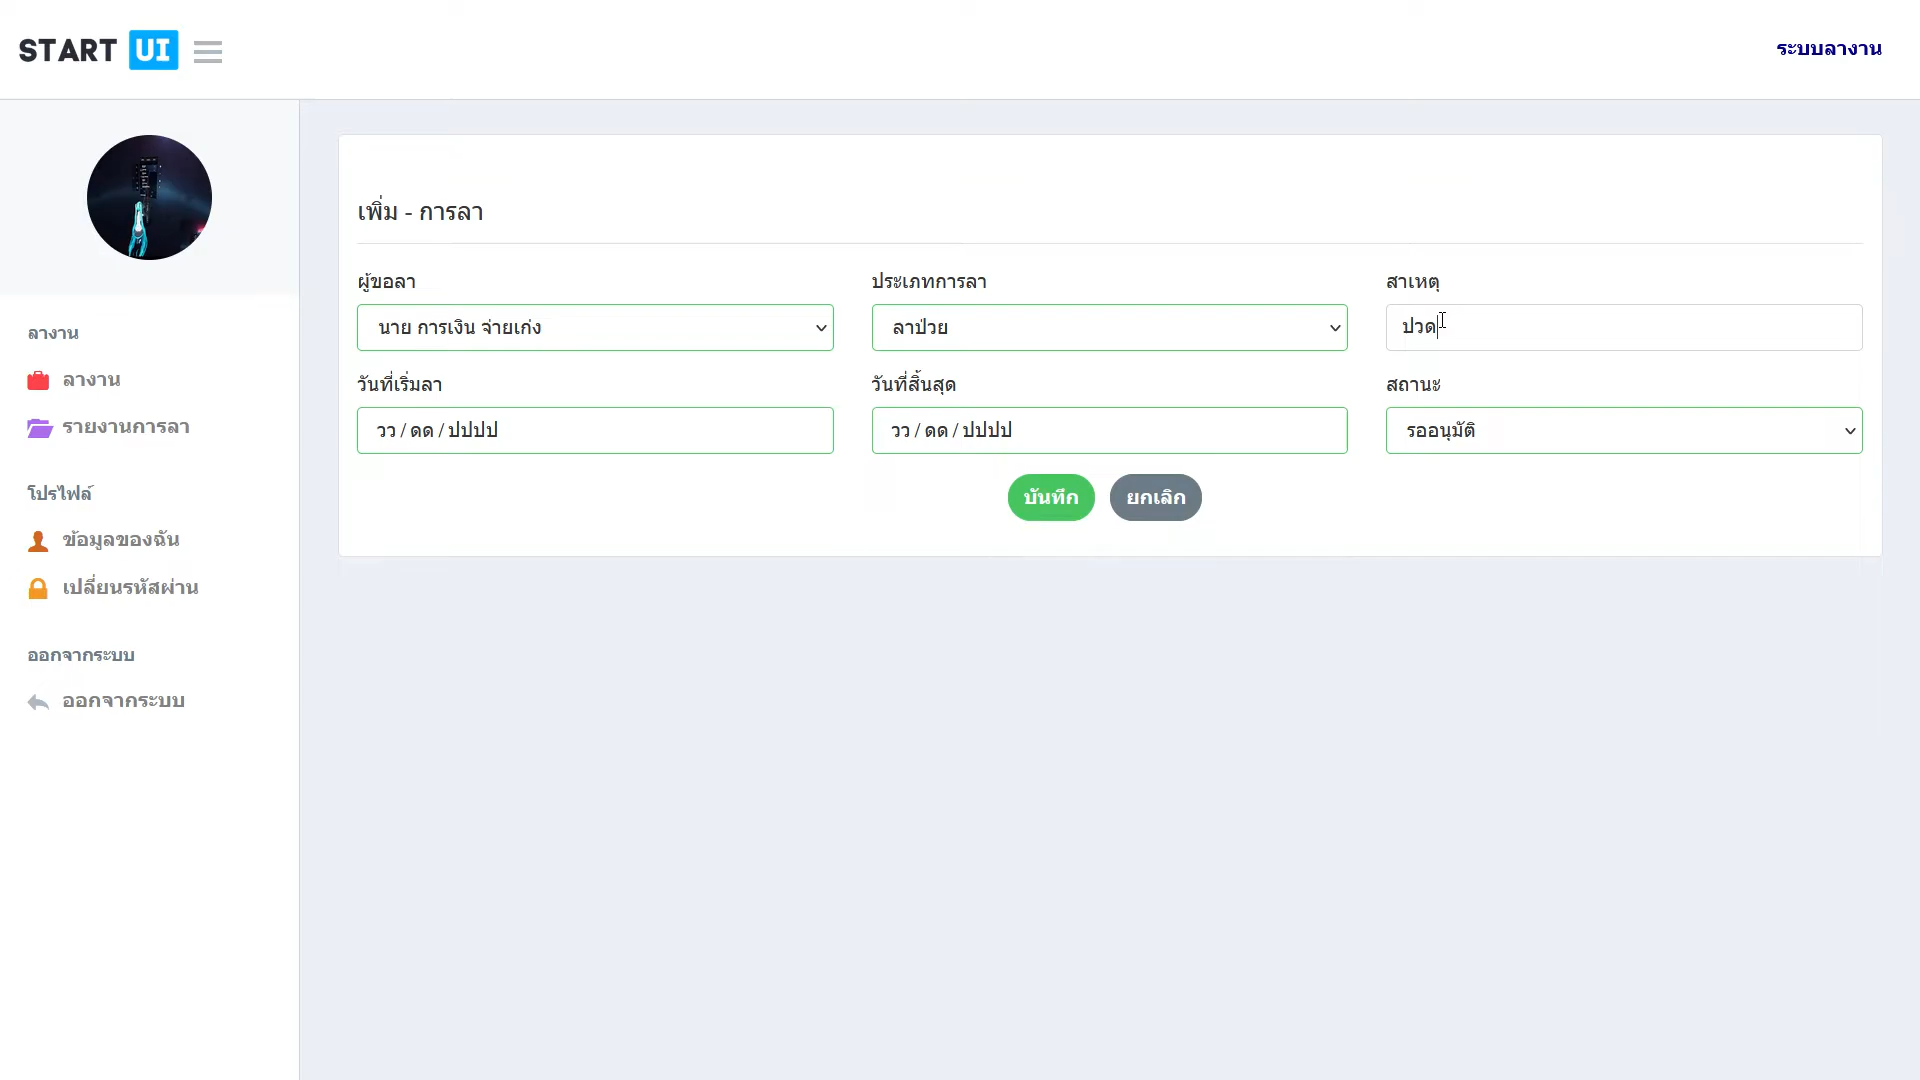 START UI
ระบบลางาน
ลางาน
ลางาน
รายงานการลา
โปรไฟล์
ข้อมูลของฉัน
เปลี่ยนรหัสผ่าน
ออกจากระบบ
ออกจากระบบ
เพิ่ม - การลา
ผู้ขอลา
ประเภทการลา
สาเหตุ
นาย การเงิน จ่ายเก่ง
ลาป่วย
ปวด
วันที่เริ่มลา
วันที่สิ้นสุด
สถานะ
วว / ดด / ปปปป
วว / ดด / ปปปป
รออนุมัติ
บันทึก
ยกเลิก